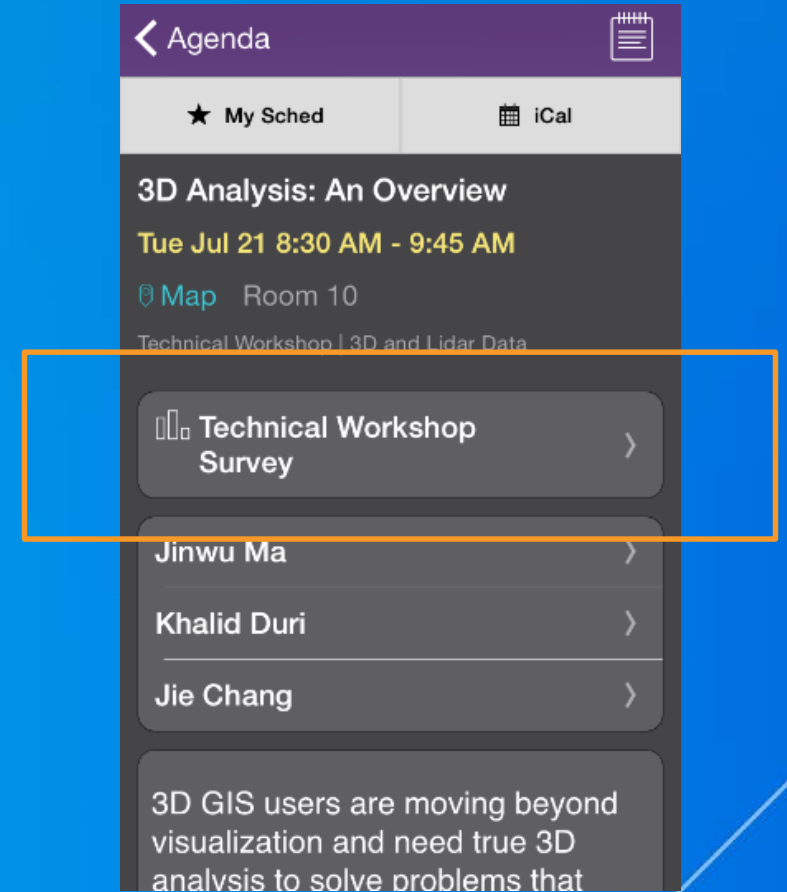 Agenda
My Sched
iCal
3D Analysis: An Overview
Tue Jul 21 8:30 AM - 9:45 AM
Map Room 10
Technical Workshop | 3D and Lidar Data
Technical Workshop
Survey
Jinwu Ma
Khalid Duri
Jie Chang
3D GIS users are moving beyond
visualization and need true 3D
analysis to solve problems that